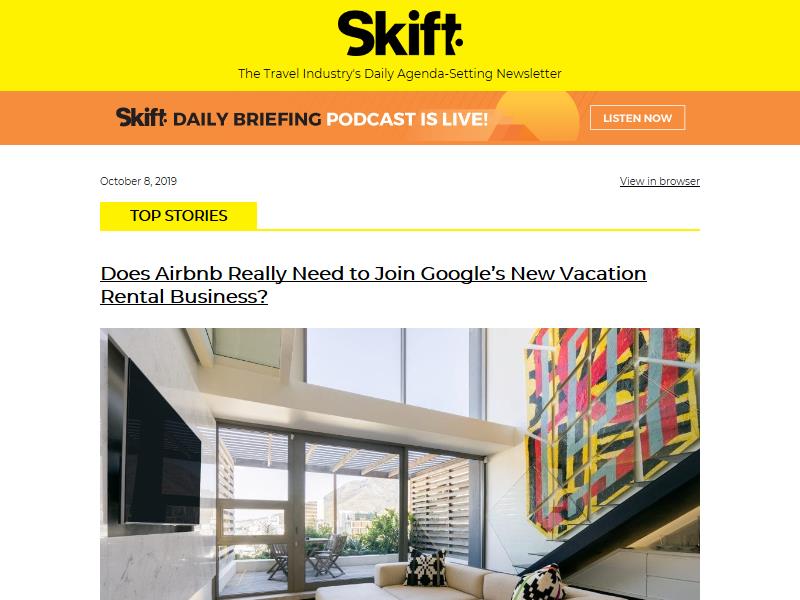 Skift
The Travel Industry's Daily Agenda-Setting Newsletter
Skift DAILY BRIEFING PODCAST IS LIVE!
LISTEN NOW
October 8, 2019
View in browser
TOP STORIES
Does Airbnb Really Need to Join Google’s New Vacation
Rental Business?